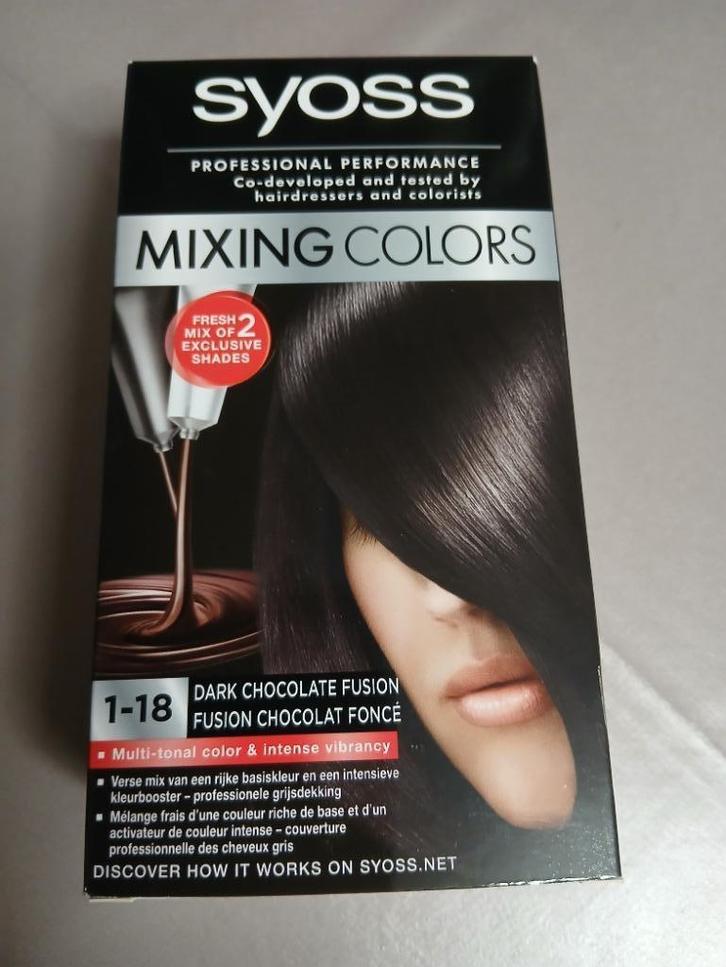 syoss
PROFESSIONAL PERFORMANCE
Co-developed and tested by
hairdressers and colorists
MIXING COLORS
FRESH
MIX OF 2
EXCLUSIVE
SHADES
1-18
DARK CHOCOLATE FUSION
FUSION CHOCOLAT FONCÉ
▪ Multi-tonal color & intense vibrancy
▪ Verse mix van een rijke basiskleur en een intensieve
kleurbooster – professionele grijsdekking
▪ Mélange frais d'une couleur riche de base et d'un
activateur de couleur intense – couverture
professionnelle des cheveux gris
DISCOVER HOW IT WORKS ON SYOSS.NET